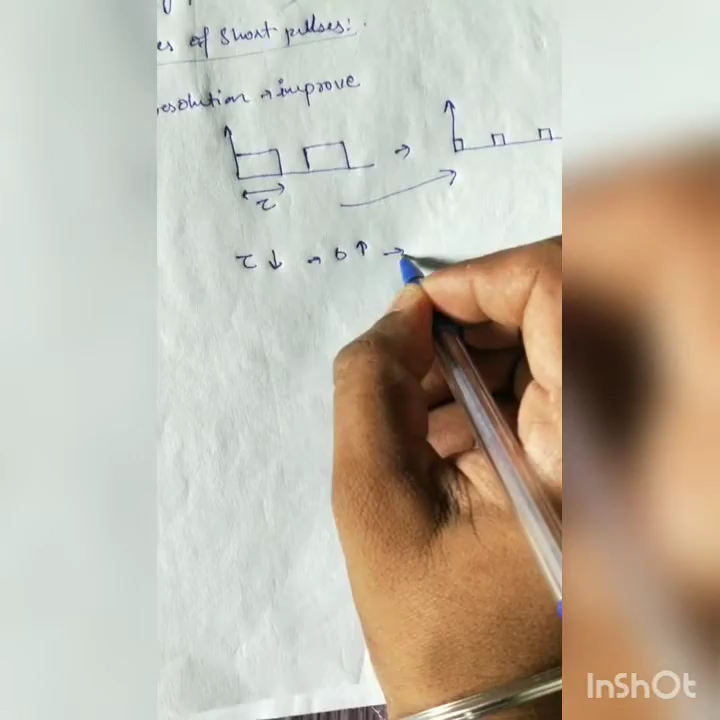 es of Short pulses:
resolution → improve
→
τ
τ ↓ → b ↑ →
InShOt